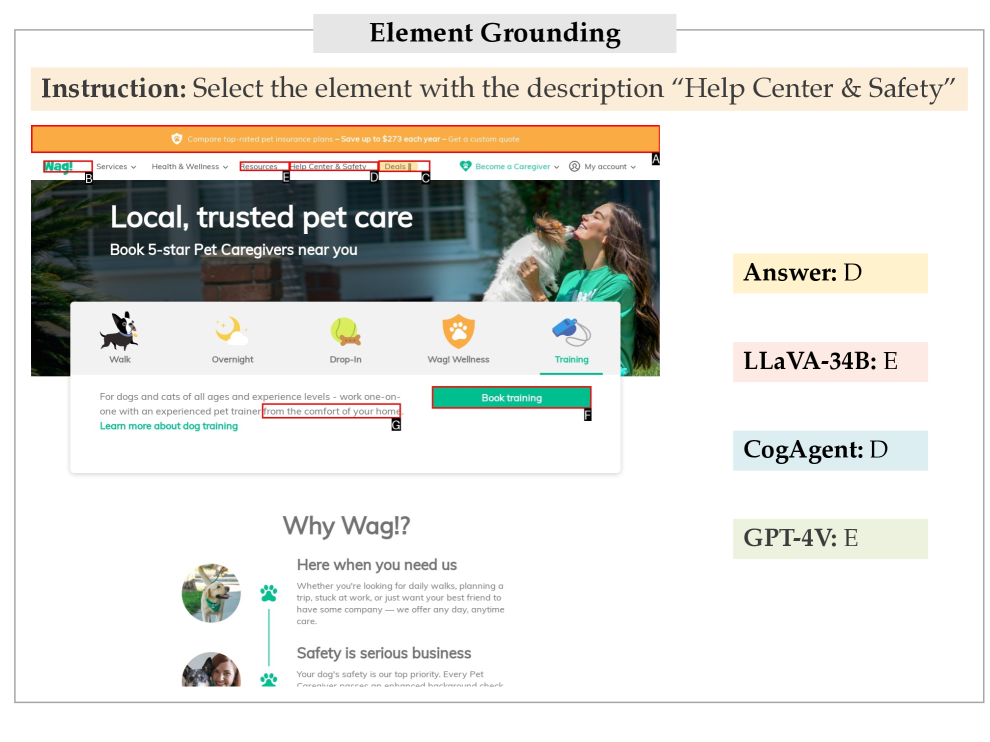 Element Grounding
Instruction: Select the element with the description “Help Center & Safety”
Compare top-rated pet insurance plans – Save up to $273 each year – Get a custom quote
A
Wag! Services Health & Wellness Resources Help Center & Safety Deals Become a Caregiver My account
B E D C
Local, trusted pet care
Book 5-star Pet Caregivers near you
Walk Overnight Drop-In Wag! Wellness Training
For dogs and cats of all ages and experience levels - work one-on-
one with an experienced pet trainer from the comfort of your home.
Learn more about dog training
Book training
F
G
Why Wag!?
Here when you need us
Whether you're looking for daily walks, planning a
trip, stuck at work, or just want your best friend to
have some company — we offer any day, anytime
care.
Safety is serious business
Your dog's safety is our top priority. Every Pet
Caregiver passes an enhanced background check
Answer: D
LLaVA-34B: E
CogAgent: D
GPT-4V: E